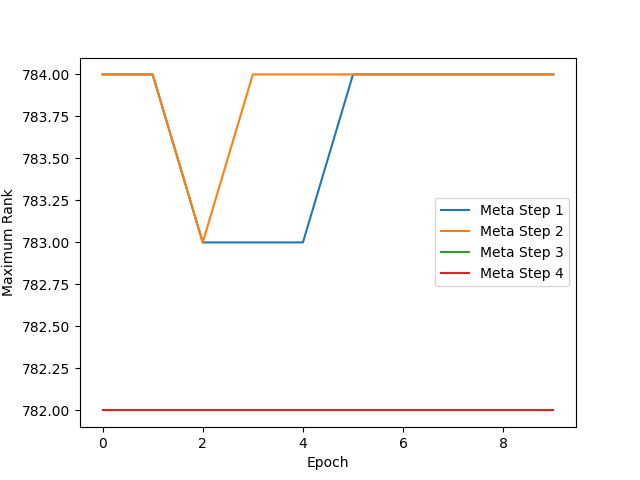 784.00
783.75
783.50
783.25
783.00
782.75
782.50
782.25
782.00
Maximum Rank
0 2 4 6 8
Epoch
Meta Step 1
Meta Step 2
Meta Step 3
Meta Step 4